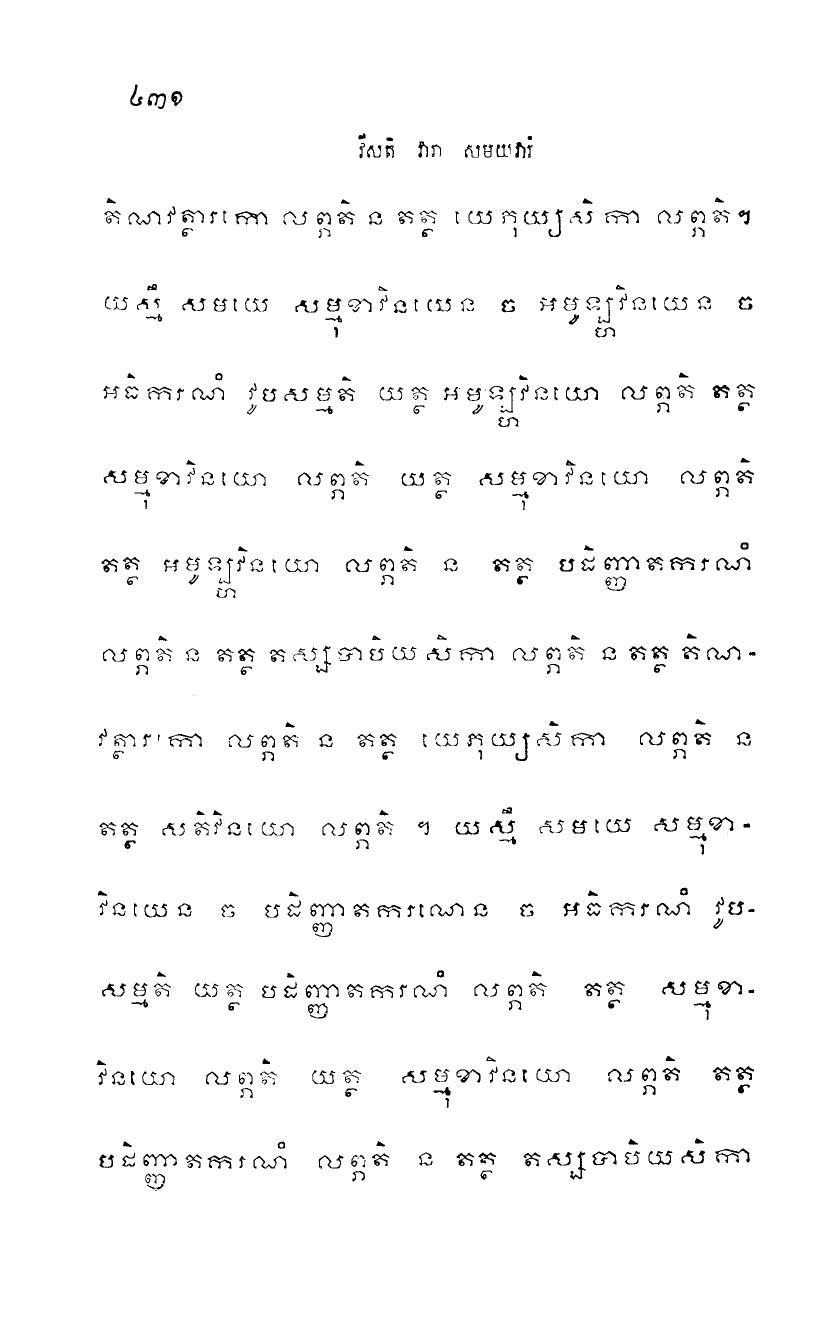 ៤៣១
វីសតិ វារា សមយវារំ
តិណវត្ថារកោ លព្ភតិ ន តត្ថ យេភុយ្យសិកា លព្ភតិ។
យស្មឹ សមយេ សម្មុខាវិនយេន ច អមូឡ្ហវិនយេន ច
អធិករណំ វូបសម្មតិ យត្ថ អមូឡ្ហវិនយោ លព្ភតិ តត្ថ
សម្មុខាវិនយោ លព្ភតិ យត្ថ សម្មុខាវិនយោ លព្ភតិ
តត្ថ អមូឡ្ហវិនយោ លព្ភតិ ន តត្ថ បដិញ្ញាតករណំ
លព្ភតិ ន តត្ថ តស្សបាបិយសិកា លព្ភតិ ន តត្ថ តិណ-
វត្ថារកោ លព្ភតិ ន តត្ថ យេភុយ្យសិកា លព្ភតិ ន
តត្ថ សតិវិនយោ លព្ភតិ ។ យស្មឹ សមយេ សម្មុខា-
វិនយេន ច បដិញ្ញាតករណេន ច អធិករណំ វូប-
សម្មតិ យត្ថ បដិញ្ញាតករណំ លព្ភតិ តត្ថ សម្មុខា-
វិនយោ លព្ភតិ យត្ថ សម្មុខាវិនយោ លព្ភតិ តត្ថ
បដិញ្ញាតករណំ លព្ភតិ ន តត្ថ តស្សបាបិយសិកា